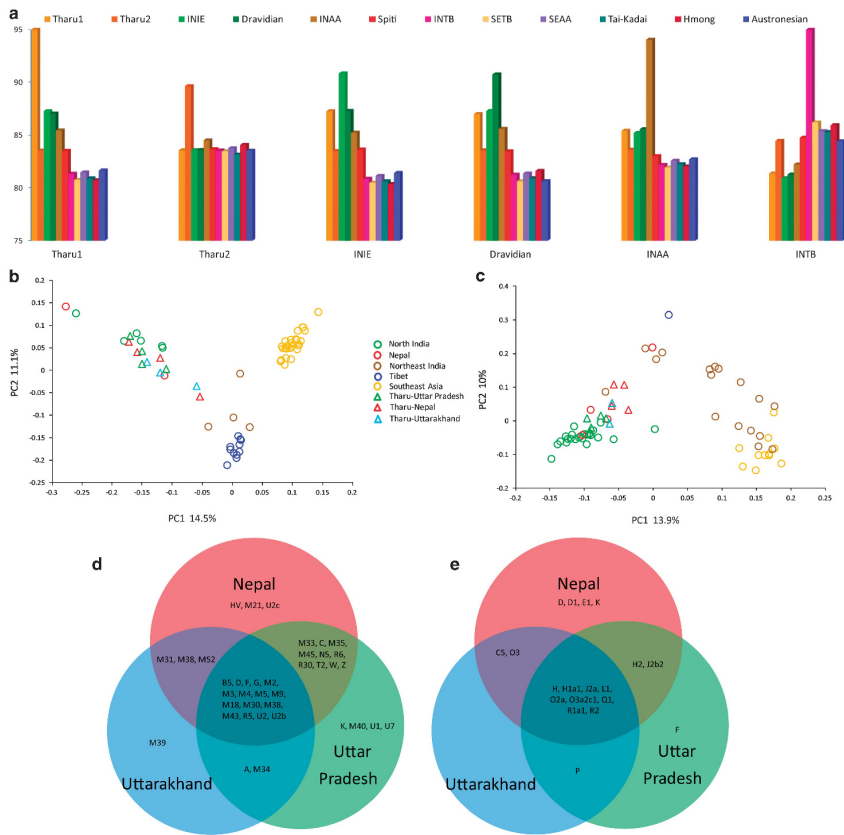 a
Tharu1 Tharu2 INIE Dravidian INAA Spiti INTB SETB SEAA Tai-Kadai Hmong Austronesian
95
90
85
80
75
Tharu1 Tharu2 INIE Dravidian INAA INTB
b
0.2
0.15
0.1
0.05
0
-0.05
-0.1
-0.15
-0.2
-0.25
PC2 11.1%
-0.3 -0.2 -0.15 -0.1 -0.05 0 0.05 0.1 0.15 0.2
PC1 14.5%
North India
Nepal
Northeast India
Tibet
Southeast Asia
Tharu-Uttar Pradesh
Tharu-Nepal
Tharu-Uttarakhand
c
0.4
0.3
0.2
0.1
0
-0.1
-0.2
PC2 10%
-0.2 -0.15 -0.1 -0.05 0 0.05 0.1 0.15 0.2 0.25
PC1 13.9%
d
Nepal
HV, M21, U2c
M31, M38, M52
M33, C, M35,
M45, N5, R6,
R30, T2, W, Z
B5, D, F, G, M2,
M3, M4, M5, M9,
M18, M30, M38,
M43, R5, U2, U2b
M39
K, M40, U1, U7
A, M34
Uttarakhand
Uttar
Pradesh
e
Nepal
D, D1, E1, K
C5, O3
H2, J2b2
H, H1a1, J2a, L1,
O2a, O3a2c1, Q1,
R1a1, R2
F
P
Uttarakhand
Uttar
Pradesh